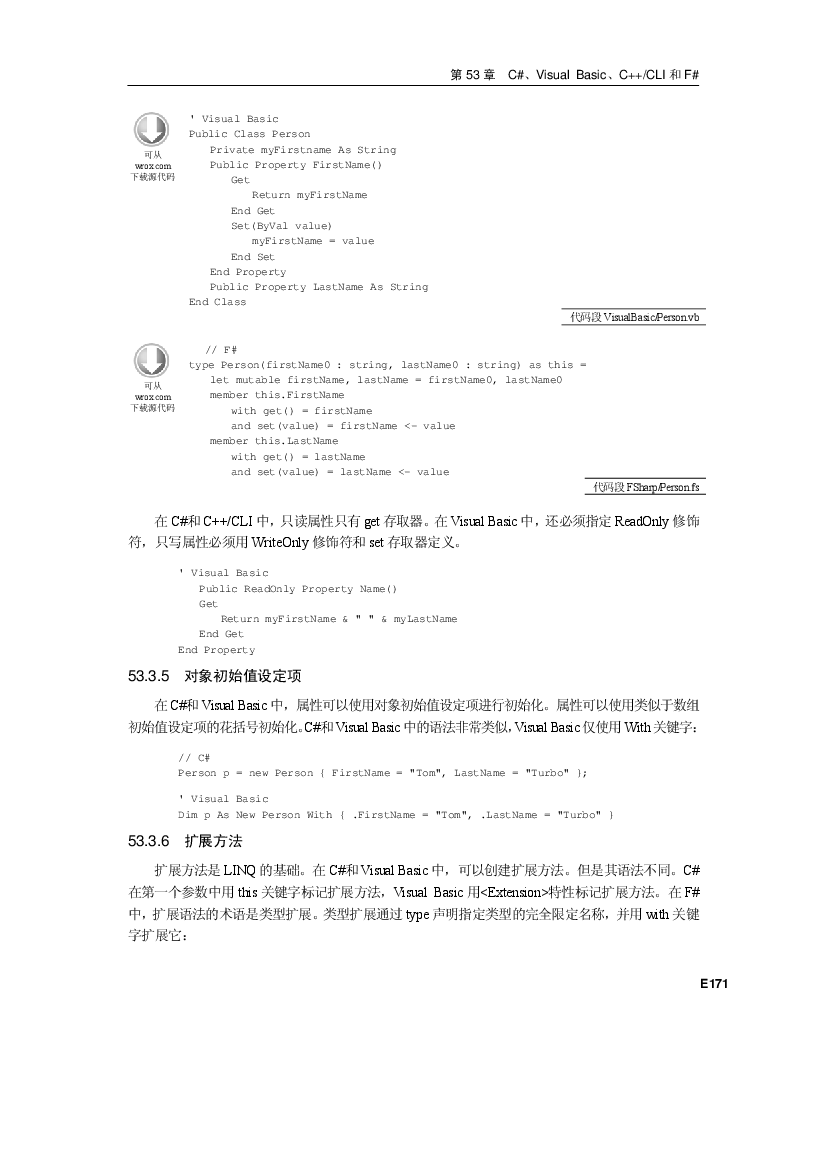 第 53 章 C#、Visual Basic、C++/CLI 和 F#
可从
wrox.com
下载源代码
' Visual Basic
Public Class Person
Private myFirstname As String
Public Property FirstName()
Get
Return myFirstName
End Get
Set(ByVal value)
myFirstName = value
End Set
End Property
Public Property LastName As String
End Class
代码段 VisualBasic/Person.vb
可从
wrox.com
下载源代码
// F#
type Person(firstName0 : string, lastName0 : string) as this =
let mutable firstName, lastName = firstName0, lastName0
member this.FirstName
with get() = firstName
and set(value) = firstName <- value
member this.LastName
with get() = lastName
and set(value) = lastName <- value
代码段 FSharp/Person.fs
在 C#和 C++/CLI 中，只读属性只有 get 存取器。在 Visual Basic 中，还必须指定 ReadOnly 修饰
符，只写属性必须用 WriteOnly 修饰符和 set 存取器定义。
' Visual Basic
Public ReadOnly Property Name()
Get
Return myFirstName & " " & myLastName
End Get
End Property
53.3.5 对象初始值设定项
在 C#和 Visual Basic 中，属性可以使用对象初始值设定项进行初始化。属性可以使用类似于数组
初始值设定项的花括号初始化。C#和 Visual Basic 中的语法非常类似，Visual Basic 仅使用 With 关键字：
// C#
Person p = new Person { FirstName = "Tom", LastName = "Turbo" };
' Visual Basic
Dim p As New Person With { .FirstName = "Tom", .LastName = "Turbo" }
53.3.6 扩展方法
扩展方法是 LINQ 的基础。在 C#和 Visual Basic 中，可以创建扩展方法。但是其语法不同。C#
在第一个参数中用 this 关键字标记扩展方法，Visual Basic 用<Extension>特性标记扩展方法。在 F#
中，扩展语法的术语是类型扩展。类型扩展通过 type 声明指定类型的完全限定名称，并用 with 关键
字扩展它：
E171